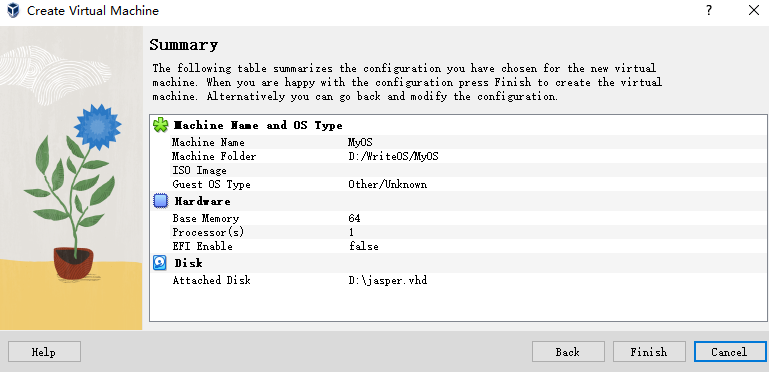 Create Virtual Machine
?
Summary
The following table summarizes the configuration you have chosen for the new virtual
machine. When you are happy with the configuration press Finish to create the virtual
machine. Alternatively you can go back and modify the configuration.
Machine Name and OS Type
Machine Name MyOS
Machine Folder D:/WriteOS/MyOS
ISO Image
Guest OS Type Other/Unknown
Hardware
Base Memory 64
Processor(s) 1
EFI Enable false
Disk
Attached Disk D:\jasper.vhd
Help Back Finish Cancel